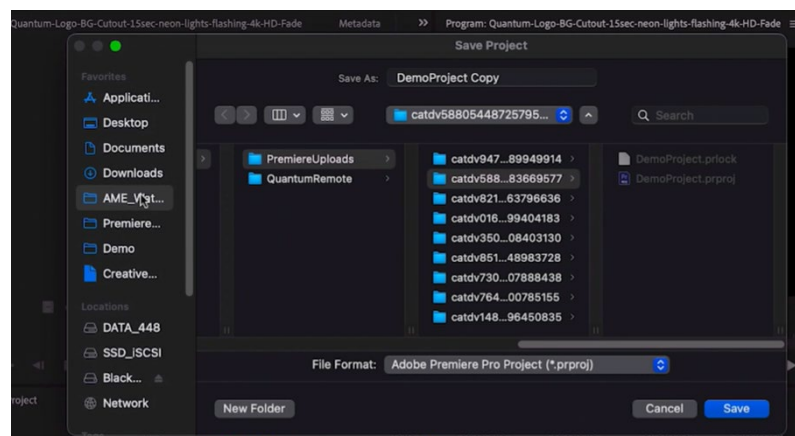 Quantum-Logo-BG-Cutout-15sec-neon-lights-flashing-4k-HD-Fade Metadata >> Program: Quantum-Logo-BG-Cutout-15sec-neon-lights-flashing-4k-HD-Fade
Save Project
Favorites
Applicati...
Desktop
Documents
Downloads
Premiere...
Demo
Creative...
Locations
DATA_448
SSD_iSCSI
Black...
Network
Save As: DemoProject Copy
catdv58805448725795...
Search
PremiereUploads
QuantumRemote
catdv947...89949914
catdv588...83669577
catdv821...63796636
catdv016...99404183
catdv350...08403130
catdv851...48983728
catdv730...07888438
catdv764...00785155
catdv148...96450835
DemoProject.prlock
DemoProject.prproj
File Format: Adobe Premiere Pro Project (*.prproj)
New Folder
Cancel
Save
roject